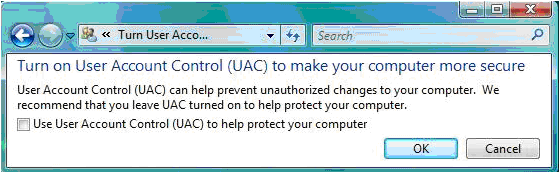 « Turn User Acco...
Search
Turn on User Account Control (UAC) to make your computer more secure
User Account Control (UAC) can help prevent unauthorized changes to your computer. We
recommend that you leave UAC turned on to help protect your computer.
Use User Account Control (UAC) to help protect your computer
OK Cancel